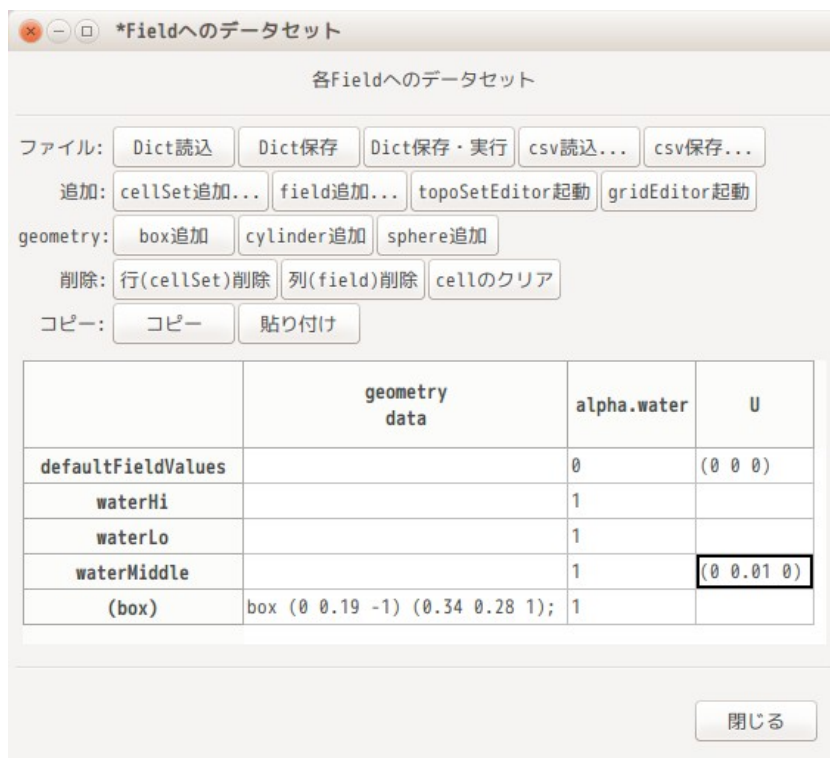 *Fieldへのデータセット
各Fieldへのデータセット
ファイル: Dict読込 Dict保存 Dict保存・実行 csv読込... csv保存...
追加: cellSet追加... field追加... topoSetEditor起動 gridEditor起動
geometry: box追加 cylinder追加 sphere追加
削除: 行(cellSet)削除 列(field)削除 cellのクリア
コピー: コピー 貼り付け
geometry
data alpha.water U
defaultFieldValues 0 (0 0 0)
waterHi 1
waterLo 1
waterMiddle 1 (0 0.01 0)
(box) box (0 0.19 -1) (0.34 0.28 1); 1
閉じる